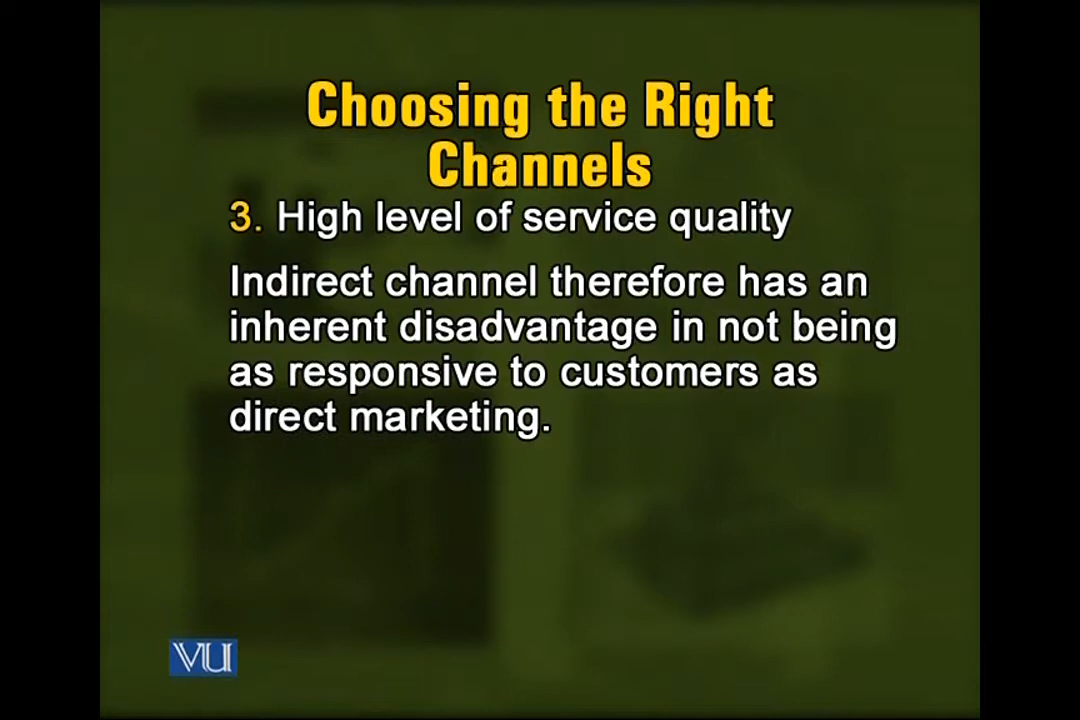 Choosing the Right
Channels
3. High level of service quality
Indirect channel therefore has an
inherent disadvantage in not being
as responsive to customers as
direct marketing.
VU